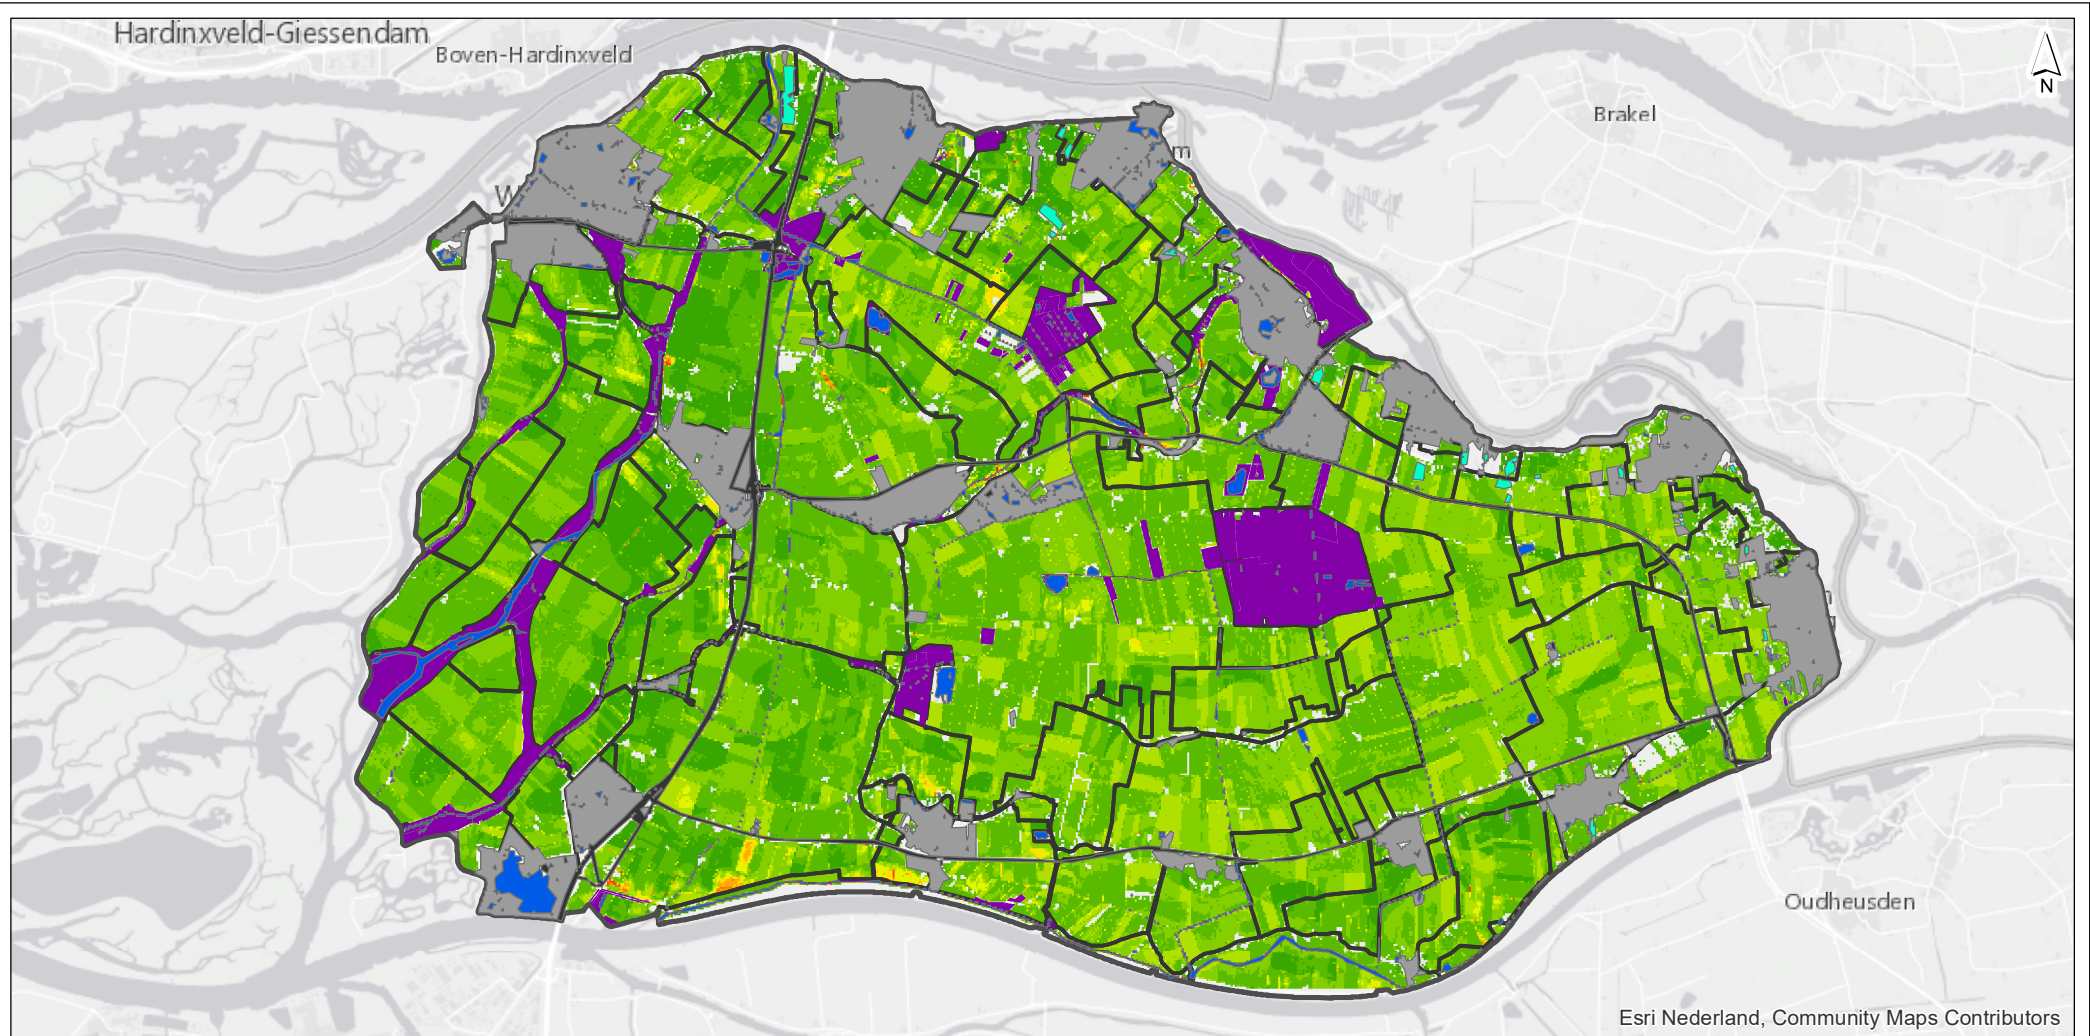 Hardinxveld-Giessendam
Boven-Hardinxveld
N
Brakel
Oudheusden
Esri Nederland, Community Maps Contributors